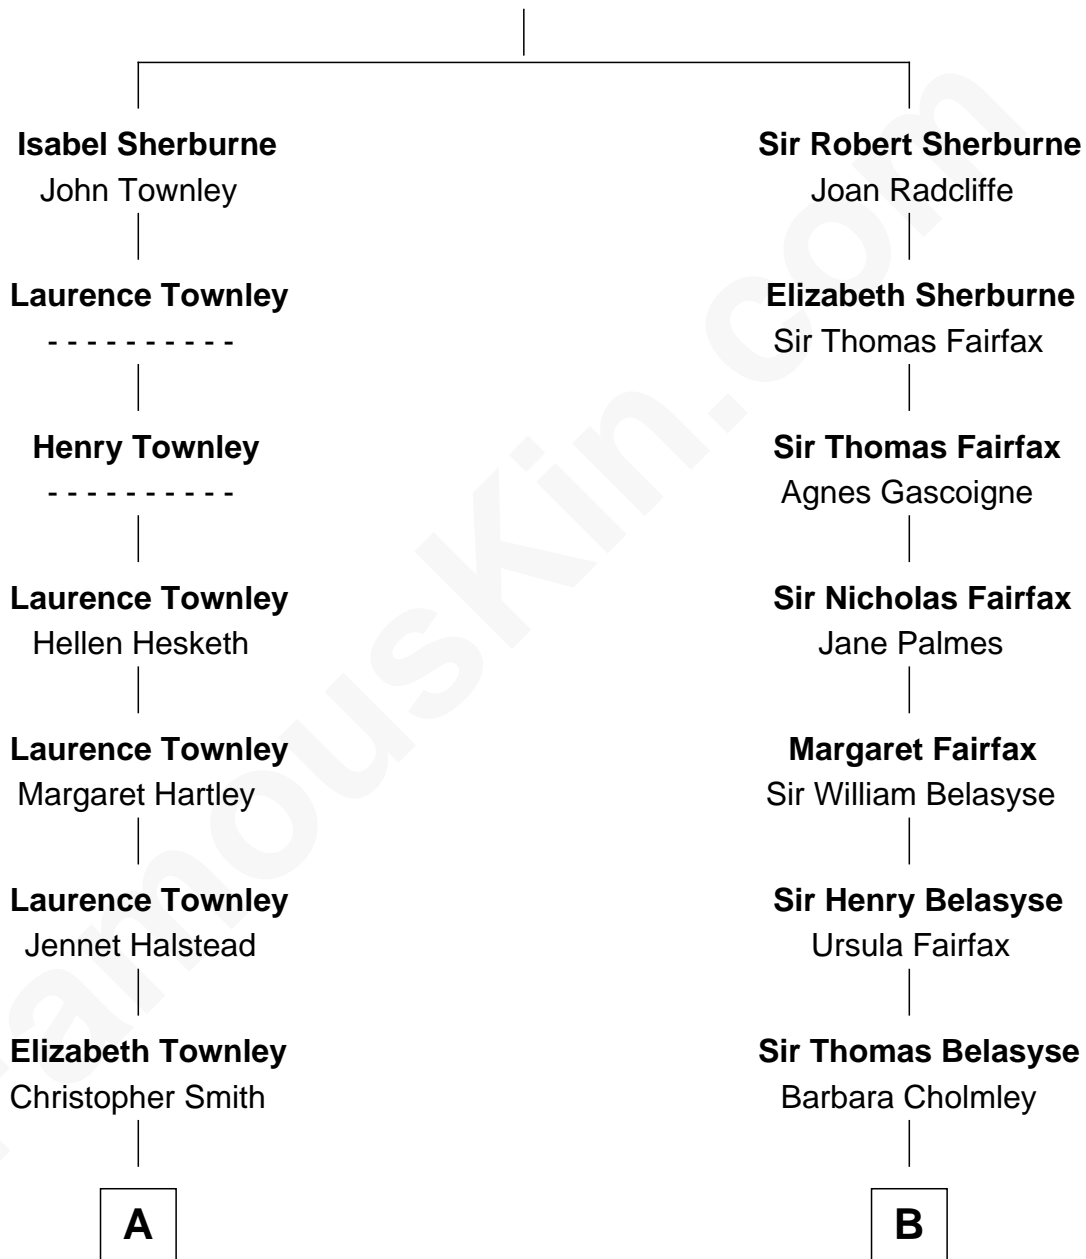 Isabel Sherburne
John Townley
Sir Robert Sherburne
Joan Radcliffe
Laurence Townley
- - - - - - - - - -
Elizabeth Sherburne
Sir Thomas Fairfax
Henry Townley
- - - - - - - - - -
Sir Thomas Fairfax
Agnes Gascoigne
Laurence Townley
Hellen Hesketh
Sir Nicholas Fairfax
Jane Palmes
Laurence Townley
Margaret Hartley
Margaret Fairfax
Sir William Belasyse
Laurence Townley
Jennet Halstead
Sir Henry Belasyse
Ursula Fairfax
Elizabeth Townley
Christopher Smith
Sir Thomas Belasyse
Barbara Cholmley
A
B
FamousKin.com